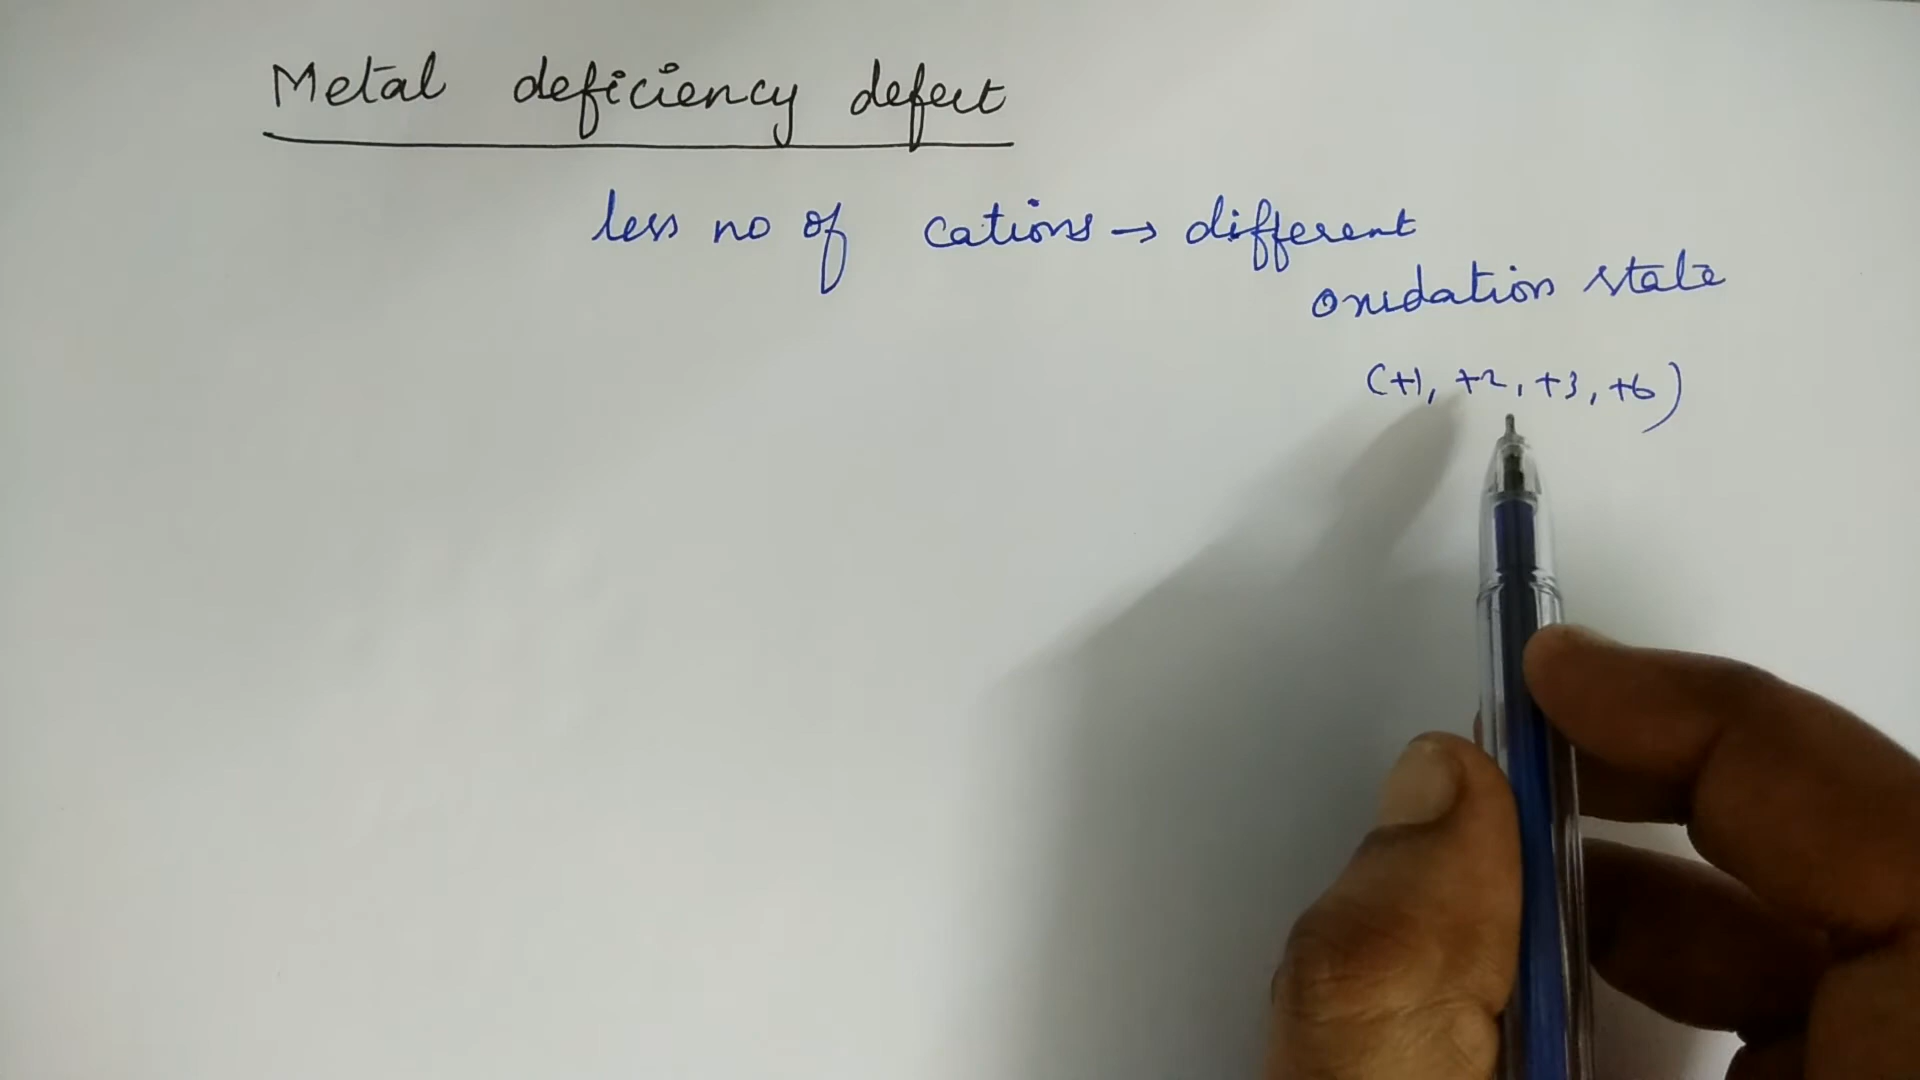 Metal deficiency defect
less no of cations → different
oxidation state
(+1, +2, +3, +6)